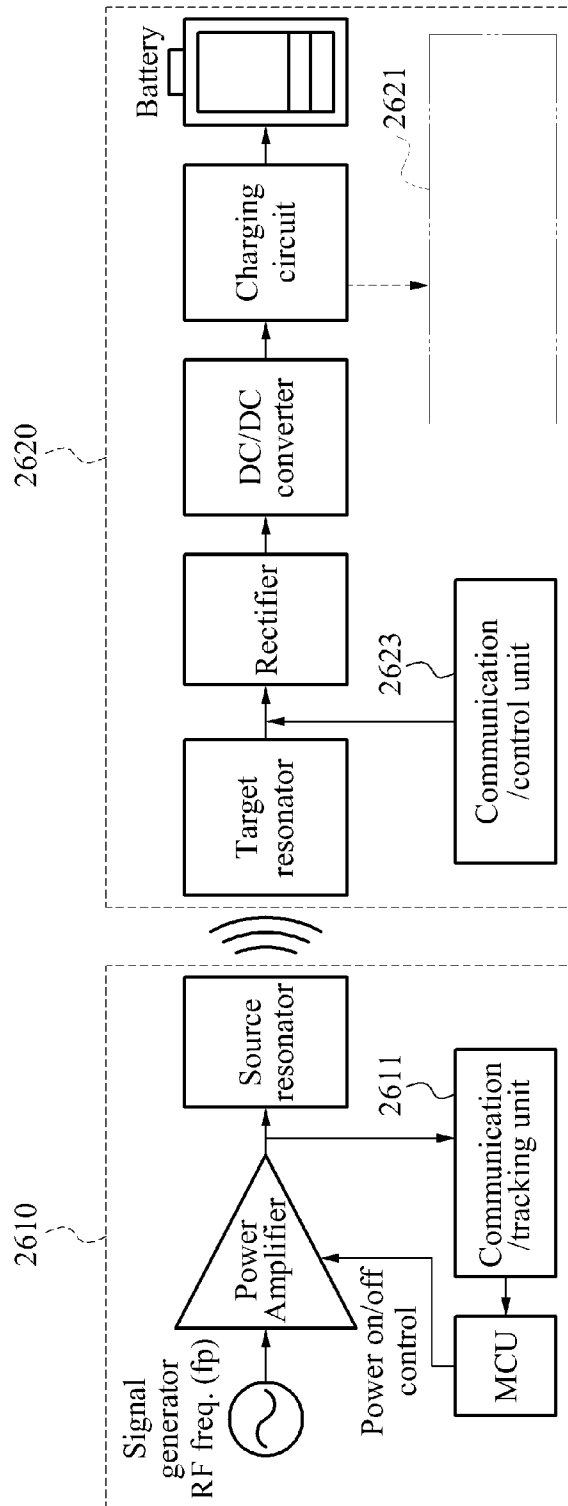 2610
Signal
generator
RF freq. (fp)
Power
Amplifier
Source
resonator
Power on/off
control
MCU
2611
Communication
/tracking unit
2620
Target
resonator
Rectifier
DC/DC
converter
Charging
circuit
Battery
2623
Communication
/control unit
2621